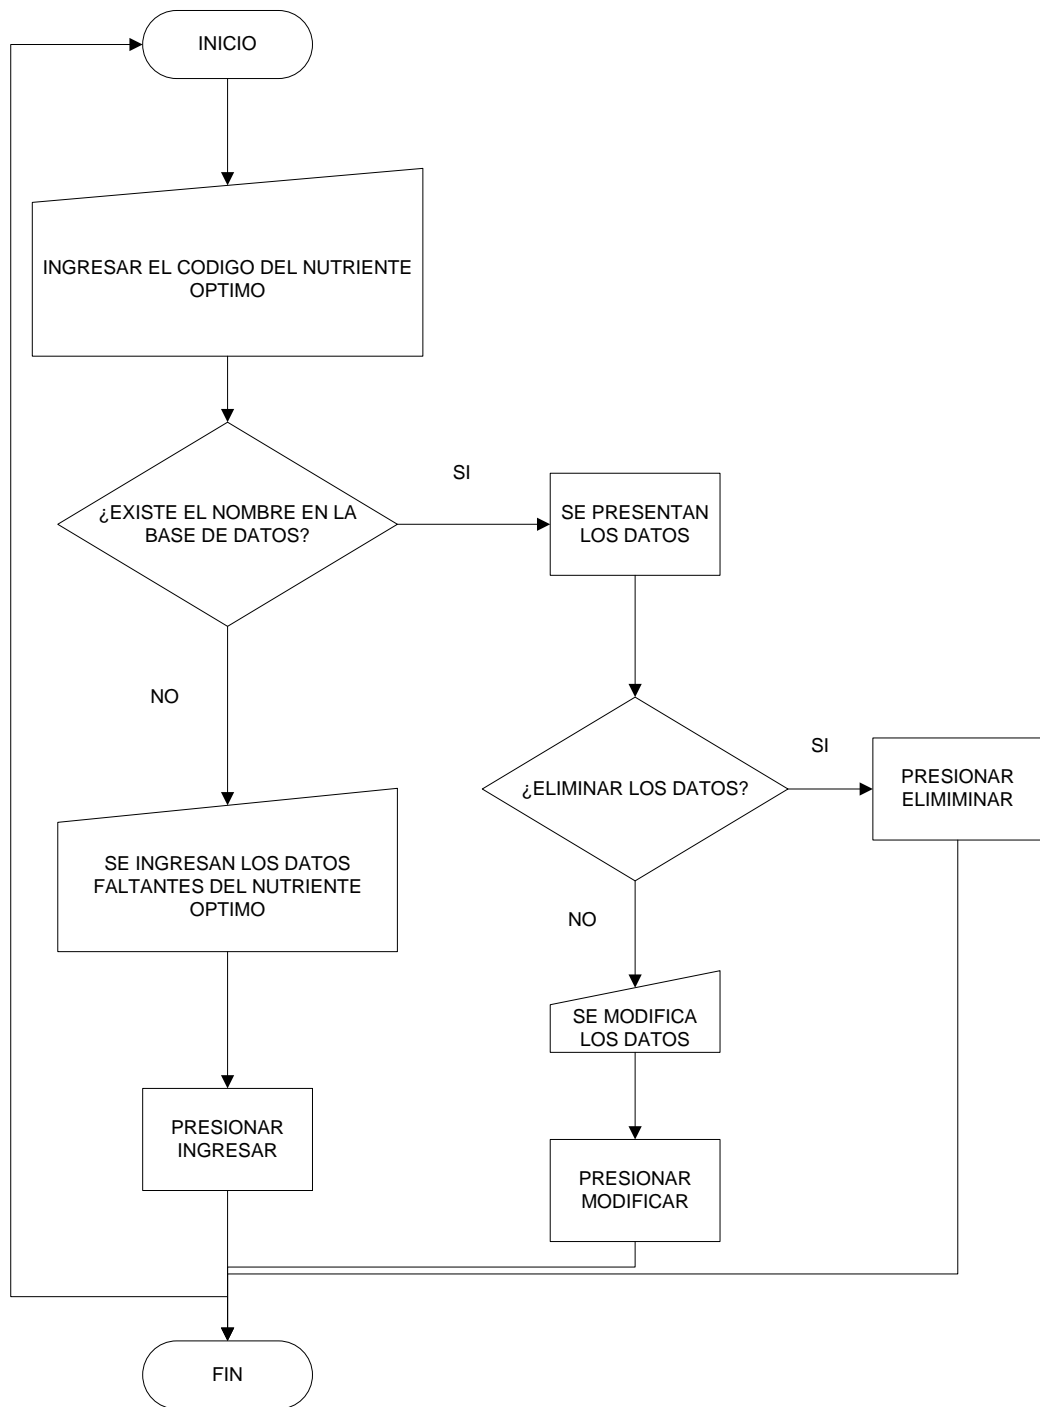 INICIO
INGRESAR EL CODIGO DEL NUTRIENTE
OPTIMO
¿EXISTE EL NOMBRE EN LA
BASE DE DATOS?
SI
SE PRESENTAN
LOS DATOS
NO
¿ELIMINAR LOS DATOS?
SI
PRESIONAR
ELIMIMINAR
SE INGRESAN LOS DATOS
FALTANTES DEL NUTRIENTE
OPTIMO
NO
SE MODIFICA
LOS DATOS
PRESIONAR
INGRESAR
PRESIONAR
MODIFICAR
FIN